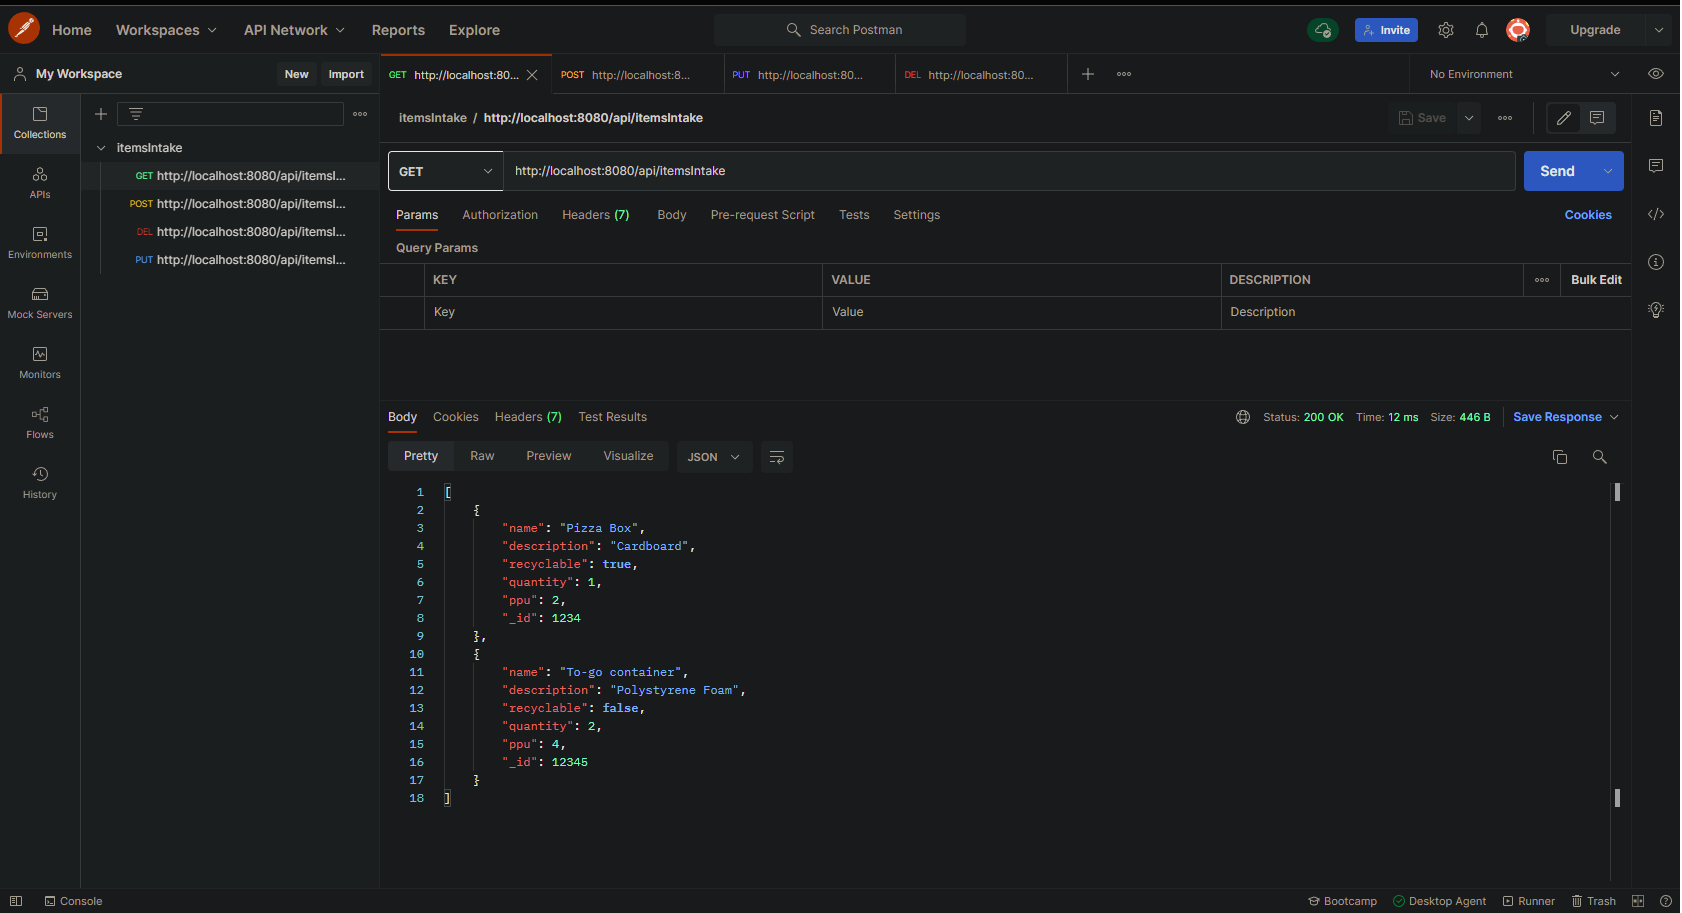 Home Workspaces API Network Reports Explore Search Postman Invite Upgrade
My Workspace New Import
GET http://localhost:80... POST http://localhost:8... PUT http://localhost:80... DEL http://localhost:80... No Environment
Collections
APIs
Environments
Mock Servers
Monitors
Flows
History
itemsIntake
GET http://localhost:8080/api/itemsI...
POST http://localhost:8080/api/itemsI...
DEL http://localhost:8080/api/itemsI...
PUT http://localhost:8080/api/itemsI...
itemsIntake / http://localhost:8080/api/itemsIntake Save
GET http://localhost:8080/api/itemsIntake Send
Params Authorization Headers (7) Body Pre-request Script Tests Settings Cookies
Query Params
KEY VALUE DESCRIPTION Bulk Edit
Key Value Description
Body Cookies Headers (7) Test Results Status: 200 OK Time: 12 ms Size: 446 B Save Response
Pretty Raw Preview Visualize JSON
1 [
2 {
3 "name": "Pizza Box",
4 "description": "Cardboard",
5 "recyclable": true,
6 "quantity": 1,
7 "ppu": 2,
8 "_id": 1234
9 },
10 {
11 "name": "To-go container",
12 "description": "Polystyrene Foam",
13 "recyclable": false,
14 "quantity": 2,
15 "ppu": 4,
16 "_id": 12345
17 }
18 ]
Console Bootcamp Desktop Agent Runner Trash